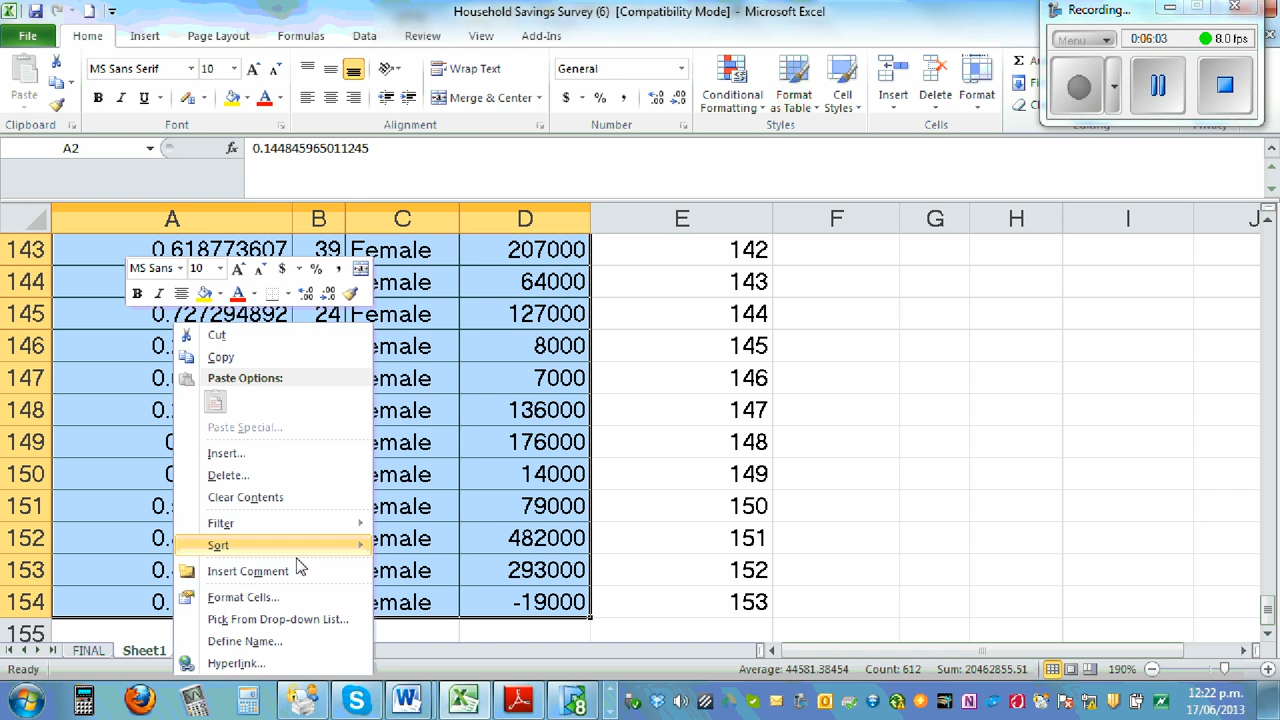 Household Savings Survey (6) [Compatibility Mode] - Microsoft Excel
Recording...
File Home Insert Page Layout Formulas Data Review View Add-Ins
Menu 0:06:03 8.0 fps
MS Sans Serif 10 Wrap Text General
Paste B I U Merge & Center $ % , Conditional Formatting Format as Table Cell Styles Insert Delete Format
Clipboard Font Alignment Number Styles Cells Editing
A2 fx 0.144845965011245
A B C D E F G H I J
143 0.618773607 39 Female 207000 142
MS Sans 10 A A $ % ,
144 emale 64000 143
B I A
145 0.727294892 24 Female 127000 144
146 emale 8000 145
147 emale 7000 146
148 emale 136000 147
149 emale 176000 148
150 emale 14000 149
151 emale 79000 150
152 emale 482000 151
153 emale 293000 152
154 emale -19000 153
155
Cut
Copy
Paste Options:
Paste Special...
Insert...
Delete...
Clear Contents
Filter
Sort
Insert Comment
Format Cells...
Pick From Drop-down List...
Define Name...
Hyperlink...
FINAL Sheet1
Ready Average: 44581.38454 Count: 612 Sum: 20462855.51 190%
12:22 p.m.
17/06/2013